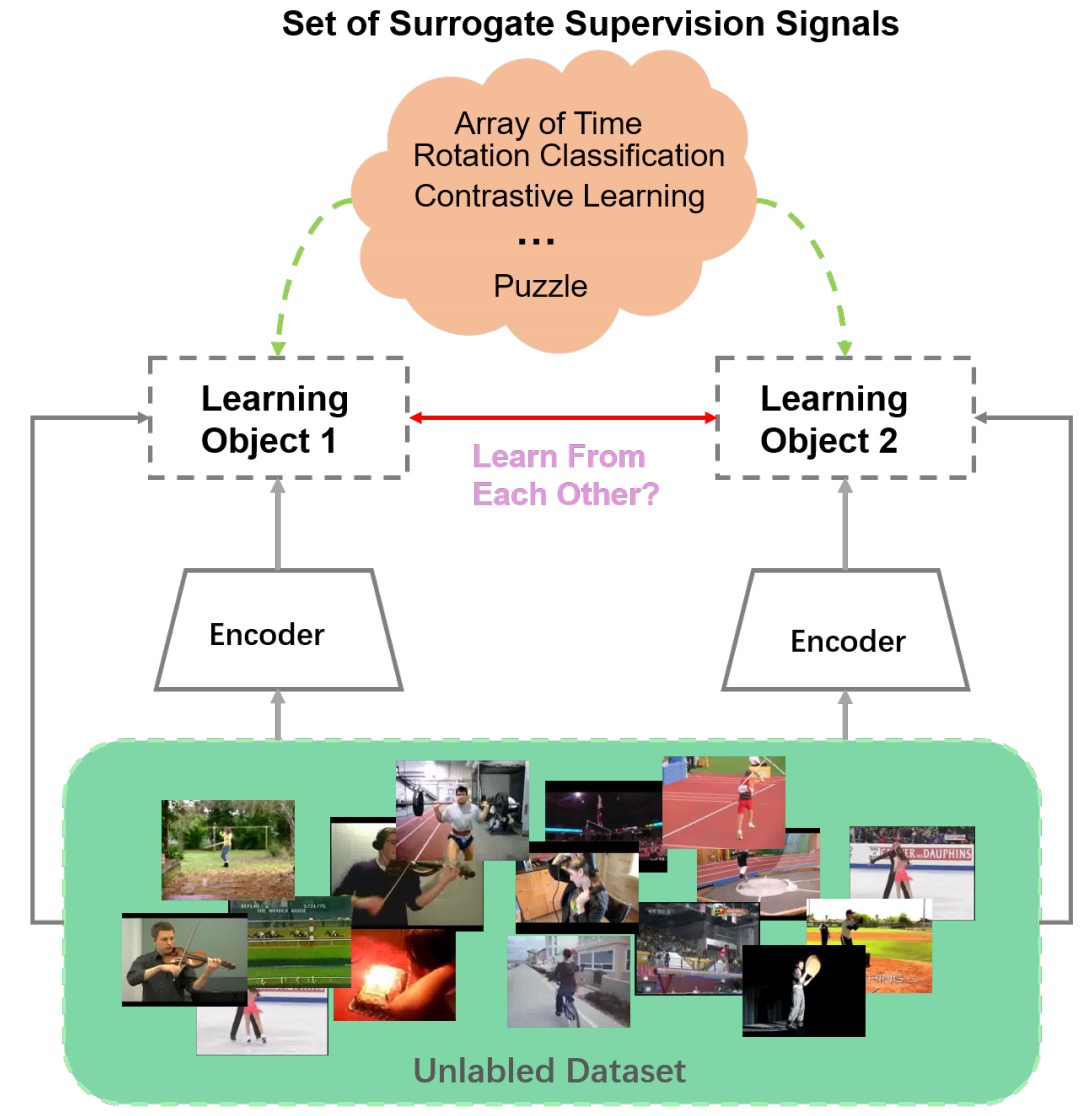 Set of Surrogate Supervision Signals
Array of Time
Rotation Classification
Contrastive Learning
...
Puzzle
Learning
Object 1
Learning
Object 2
Learn From
Each Other?
Encoder
Encoder
DAUPHINS
Unlabled Dataset